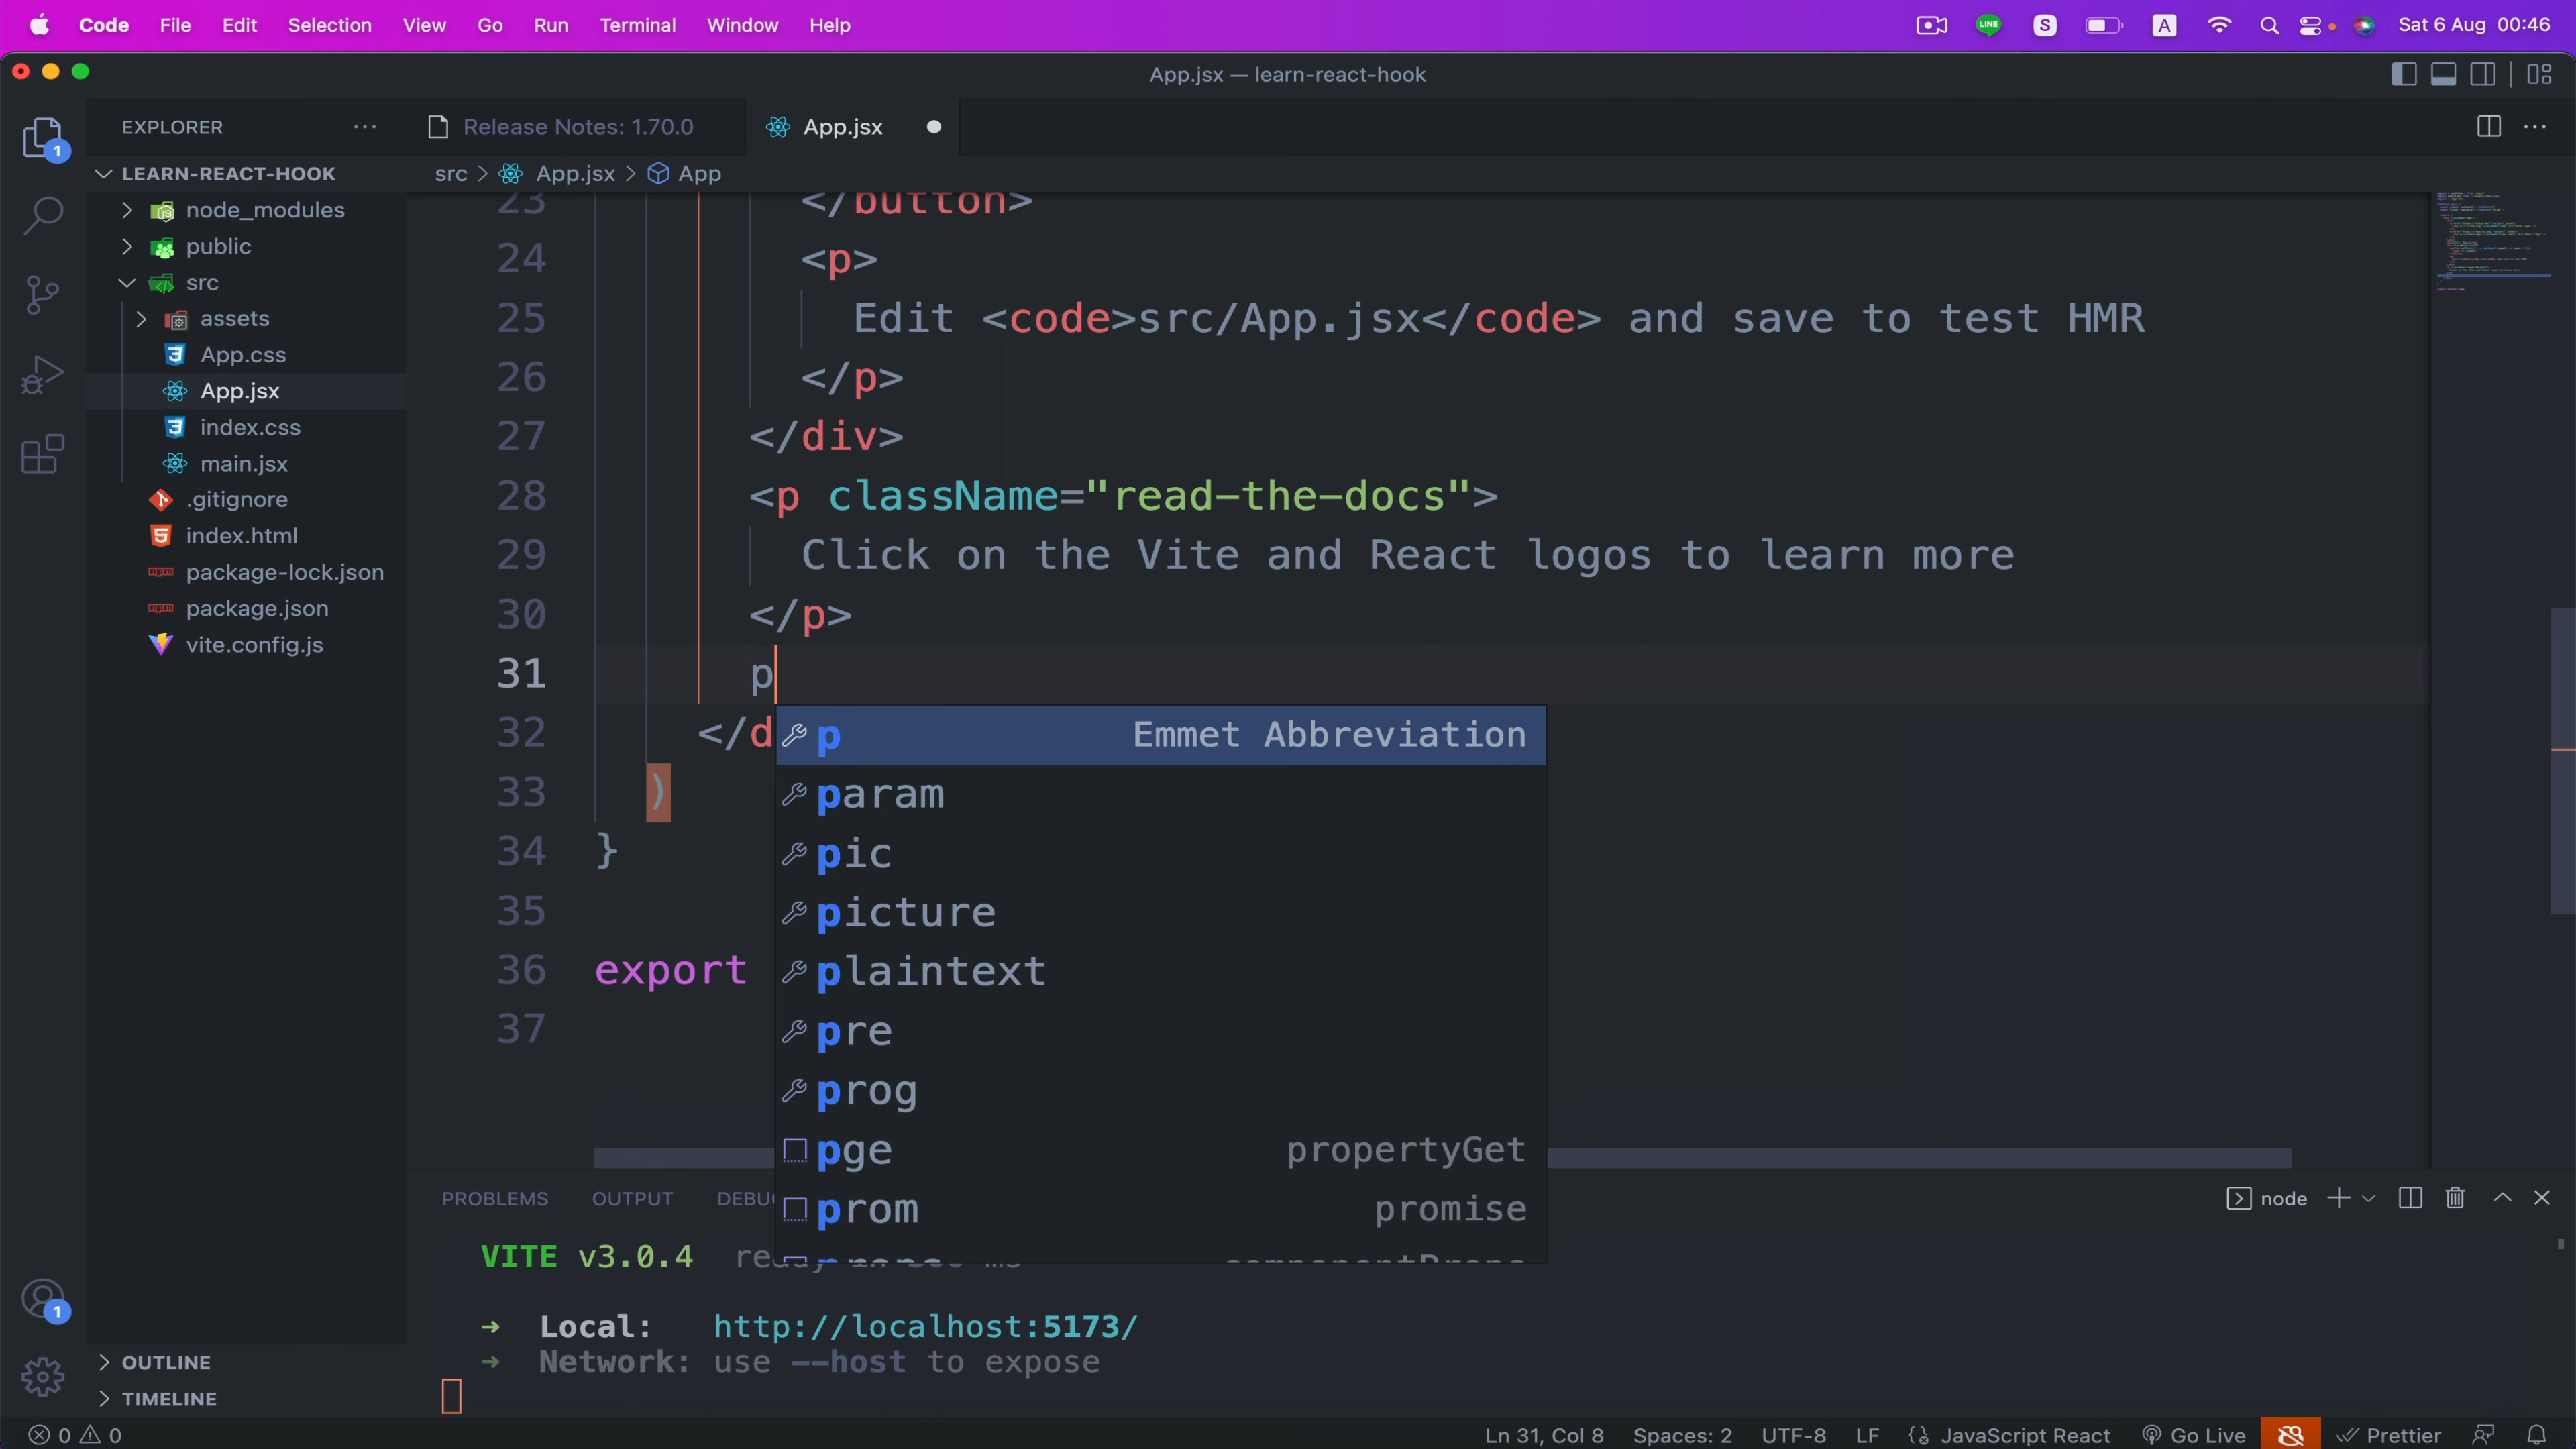 Code File Edit Selection View Go Run Terminal Window Help
LINE S A Sat 6 Aug 00:46
App.jsx — learn-react-hook
EXPLORER
Release Notes: 1.70.0
App.jsx
src > App.jsx > App
LEARN-REACT-HOOK
node_modules
public
src
assets
App.css
App.jsx
index.css
main.jsx
.gitignore
index.html
package-lock.json
package.json
vite.config.js
OUTLINE
TIMELINE
1
1
23 </button>
24 <p>
25 Edit <code>src/App.jsx</code> and save to test HMR
26 </p>
27 </div>
28 <p className="read-the-docs">
29 Click on the Vite and React logos to learn more
30 </p>
31 p
32 </d
33 )
34 }
35
36 export
37
p Emmet Abbreviation
param
pic
picture
plaintext
pre
prog
pge propertyGet
prom promise
PROBLEMS OUTPUT DEBU
node
VITE v3.0.4
➜ Local: http://localhost:5173/
➜ Network: use --host to expose
0 0
Ln 31, Col 8 Spaces: 2 UTF-8 LF JavaScript React Go Live Prettier